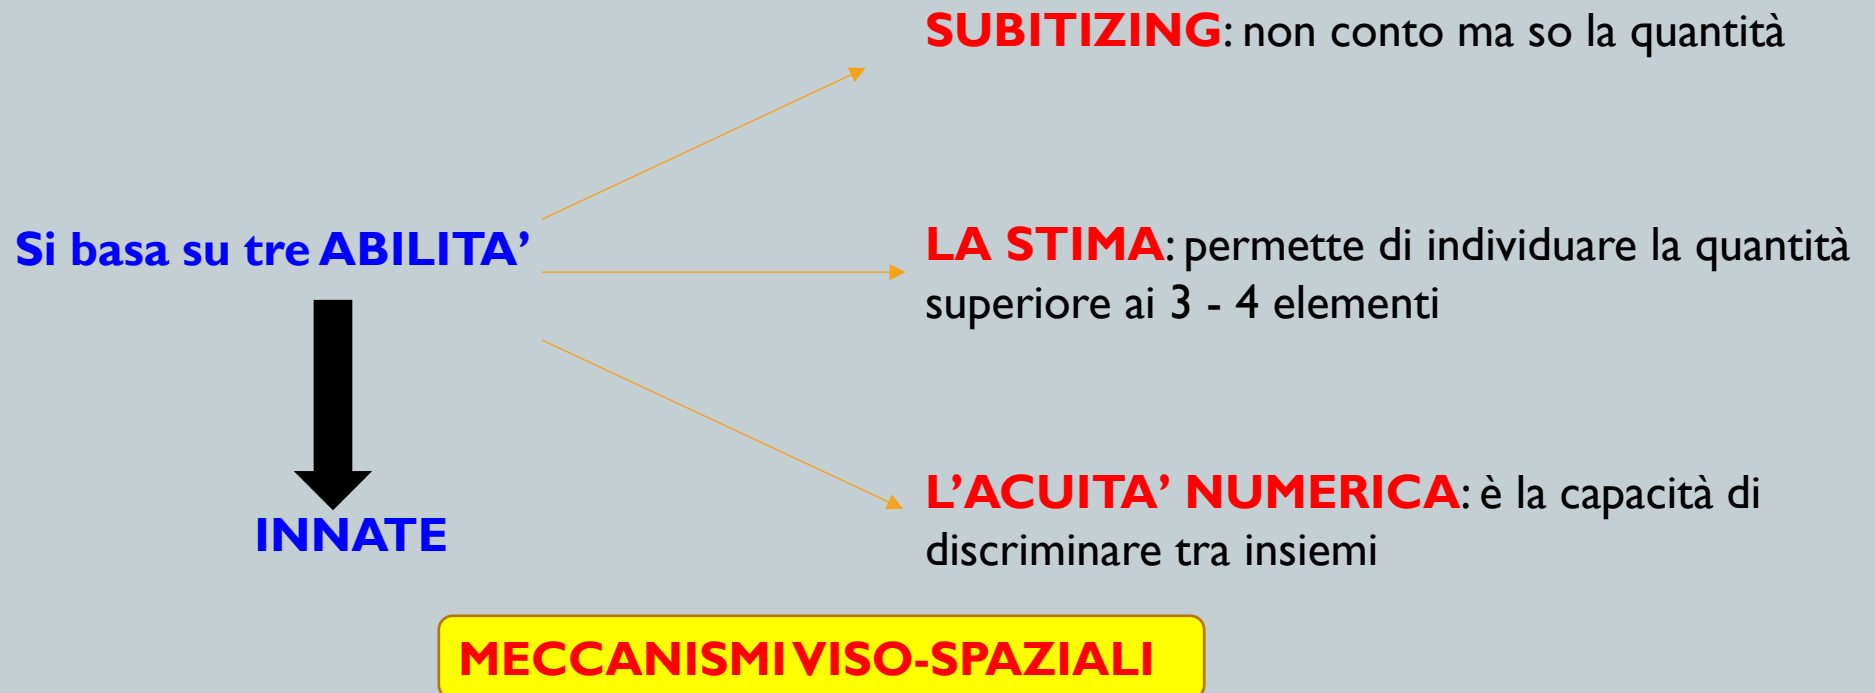 SUBITIZING: non conto ma so la quantità
Si basa su tre ABILITA’
LA STIMA: permette di individuare la quantità
superiore ai 3 - 4 elementi
INNATE
L’ACUITA’ NUMERICA: è la capacità di
discriminare tra insiemi
MECCANISMI VISO-SPAZIALI